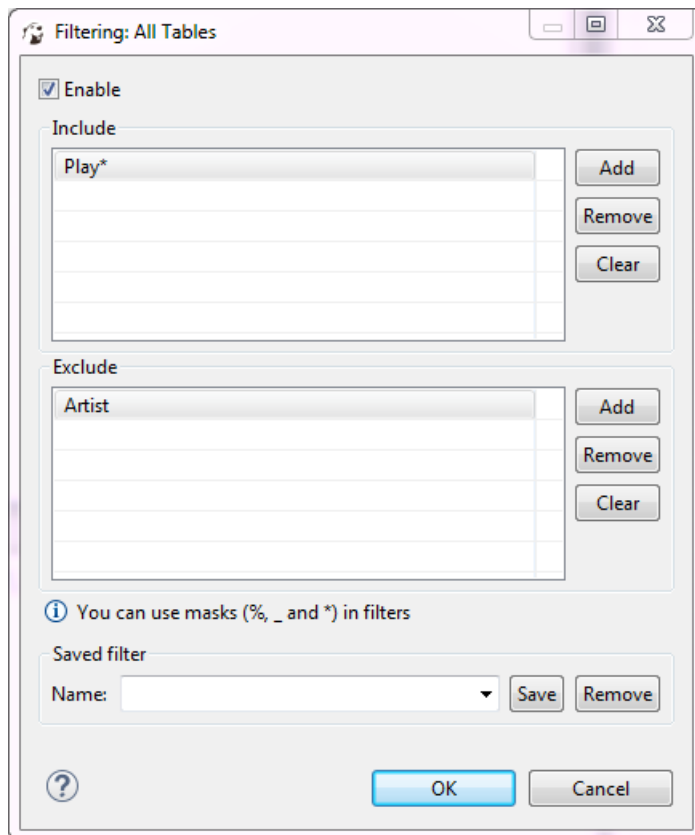 Filtering: All Tables
Enable
Include
Play*
Add
Remove
Clear
Exclude
Artist
Add
Remove
Clear
You can use masks (%, _ and *) in filters
Saved filter
Name:
Save
Remove
OK
Cancel